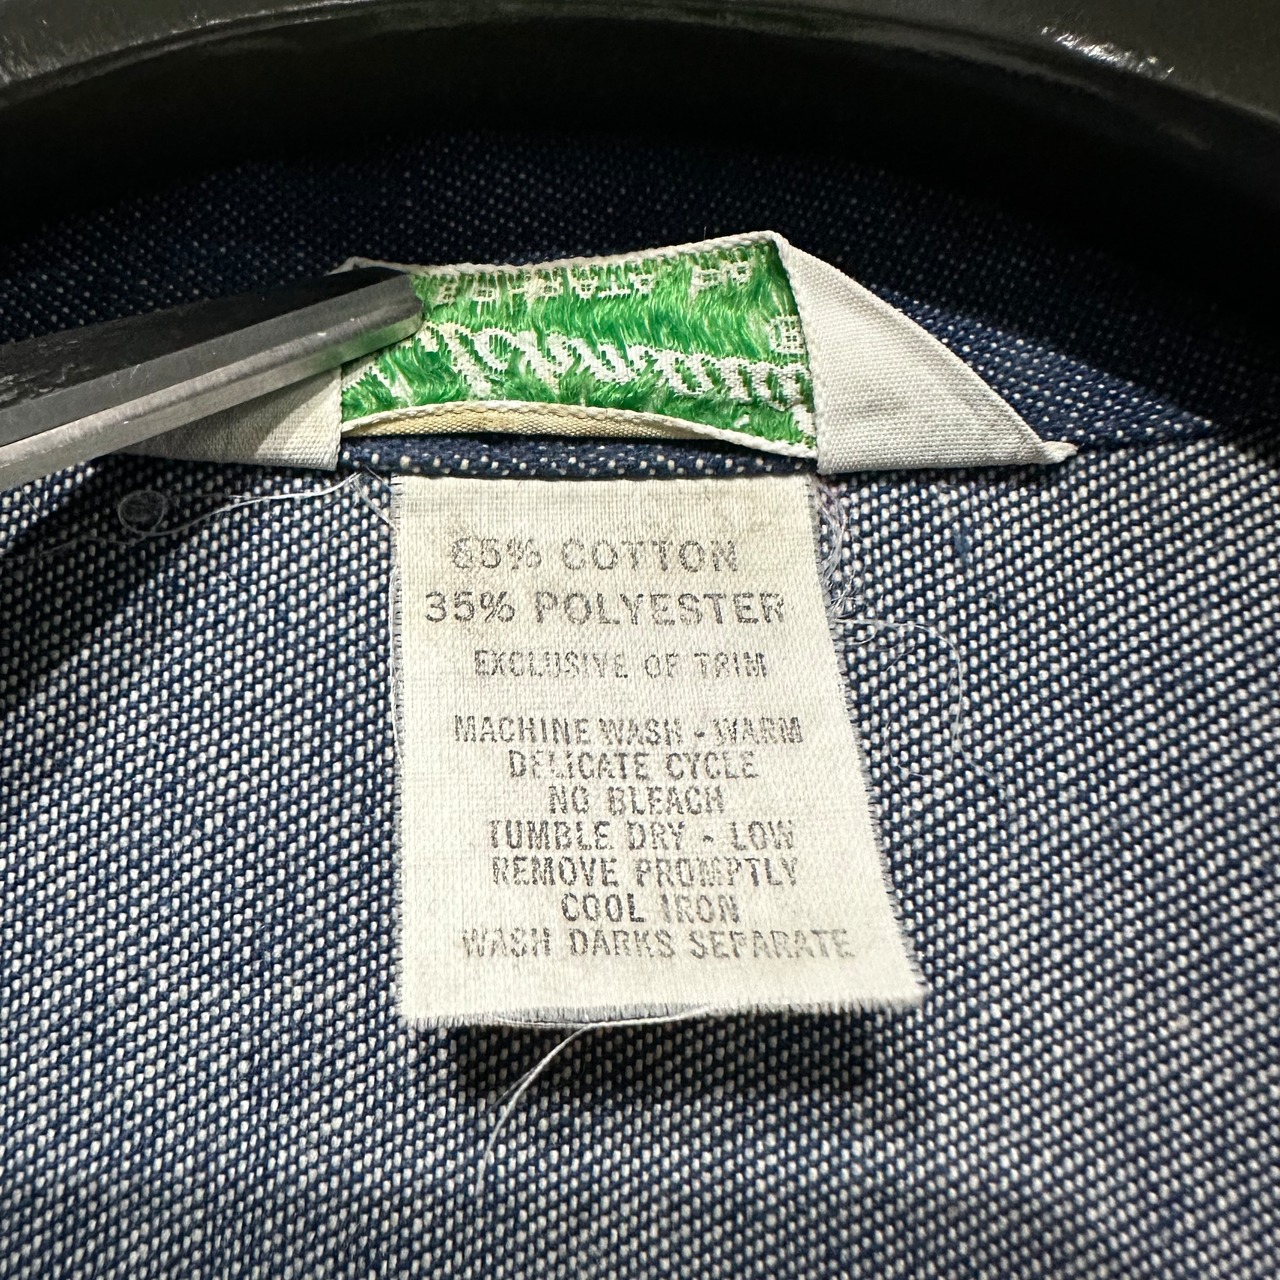 65% COTTON
35% POLYESTER
EXCLUSIVE OF TRIM
MACHINE WASH - WARM
DELICATE CYCLE
NO BLEACH
TUMBLE DRY - LOW
REMOVE PROMPTLY
COOL IRON
WASH DARKS SEPARATE